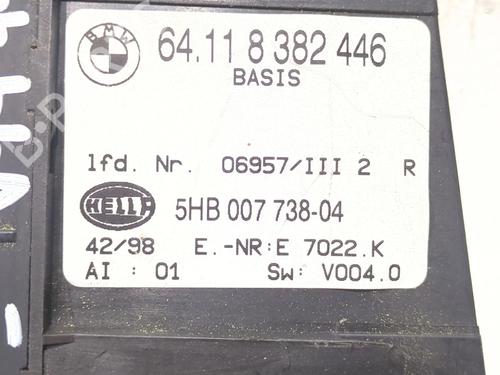 BMW
64.11 8 382 446
BASIS
lfd. Nr. 06957/III 2 R
HELLA
5HB 007 738-04
42/98 E.-NR:E 7022.K
AI : 01 Sw: V004.0